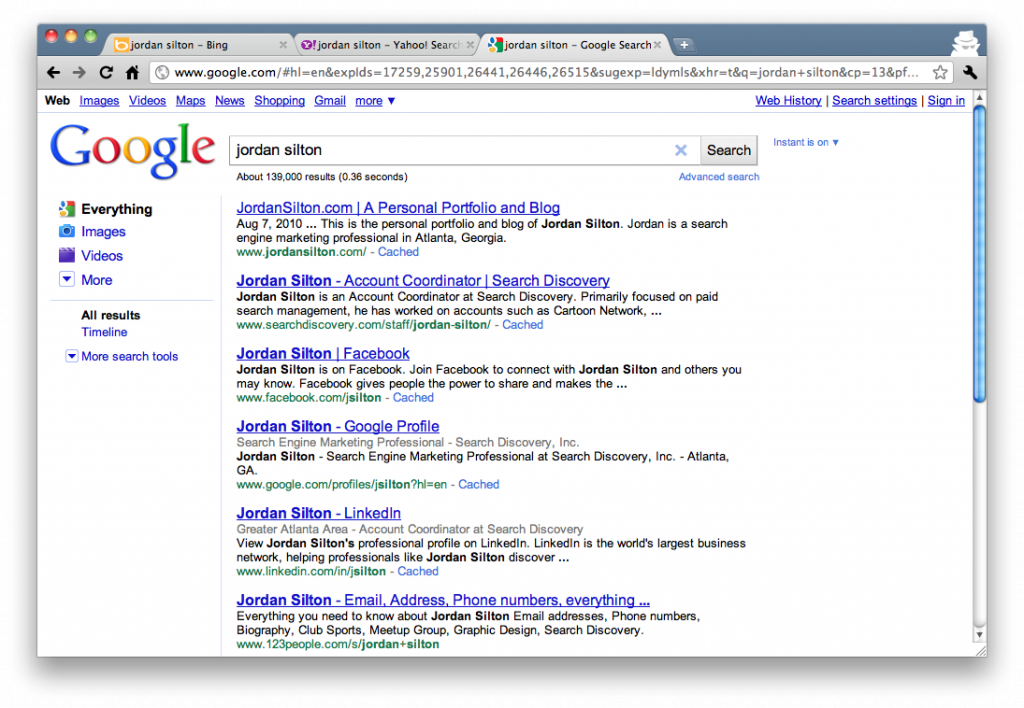 jordan silton - Bing
jordan silton - Yahoo! Search
jordan silton - Google Search
www.google.com/#hl=en&expIds=17259,25901,26441,26446,26515&sugexp=ldymls&xhr=t&q=jordan+silton&cp=13&pf...
Web Images Videos Maps News Shopping Gmail more ▼
Web History | Search settings | Sign in
Google
jordan silton
Search
Instant is on ▼
About 139,000 results (0.36 seconds)
Advanced search
Everything
Images
Videos
More
All results
Timeline
More search tools
JordanSilton.com | A Personal Portfolio and Blog
Aug 7, 2010 ... This is the personal portfolio and blog of Jordan Silton. Jordan is a search
engine marketing professional in Atlanta, Georgia.
www.jordansilton.com/ - Cached
Jordan Silton - Account Coordinator | Search Discovery
Jordan Silton is an Account Coordinator at Search Discovery. Primarily focused on paid
search management, he has worked on accounts such as Cartoon Network, ...
www.searchdiscovery.com/staff/jordan-silton/ - Cached
Jordan Silton | Facebook
Jordan Silton is on Facebook. Join Facebook to connect with Jordan Silton and others you
may know. Facebook gives people the power to share and makes the ...
www.facebook.com/jsilton - Cached
Jordan Silton - Google Profile
Search Engine Marketing Professional - Search Discovery, Inc.
Jordan Silton - Search Engine Marketing Professional at Search Discovery, Inc. - Atlanta,
GA.
www.google.com/profiles/jsilton?hl=en - Cached
Jordan Silton - LinkedIn
Greater Atlanta Area - Account Coordinator at Search Discovery
View Jordan Silton's professional profile on LinkedIn. LinkedIn is the world's largest business
network, helping professionals like Jordan Silton discover ...
www.linkedin.com/in/jsilton - Cached
Jordan Silton - Email, Address, Phone numbers, everything ...
Everything you need to know about Jordan Silton Email addresses, Phone numbers,
Biography, Club Sports, Meetup Group, Graphic Design, Search Discovery.
www.123people.com/s/jordan+silton